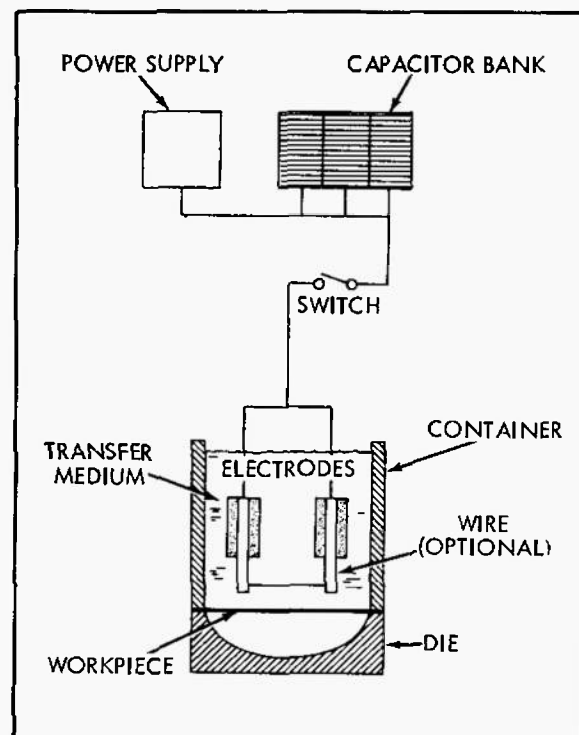 POWER SUPPLY
CAPACITOR BANK
SWITCH
CONTAINER
TRANSFER
MEDIUM
ELECTRODES
WIRE
(OPTIONAL)
WORKPIECE
DIE